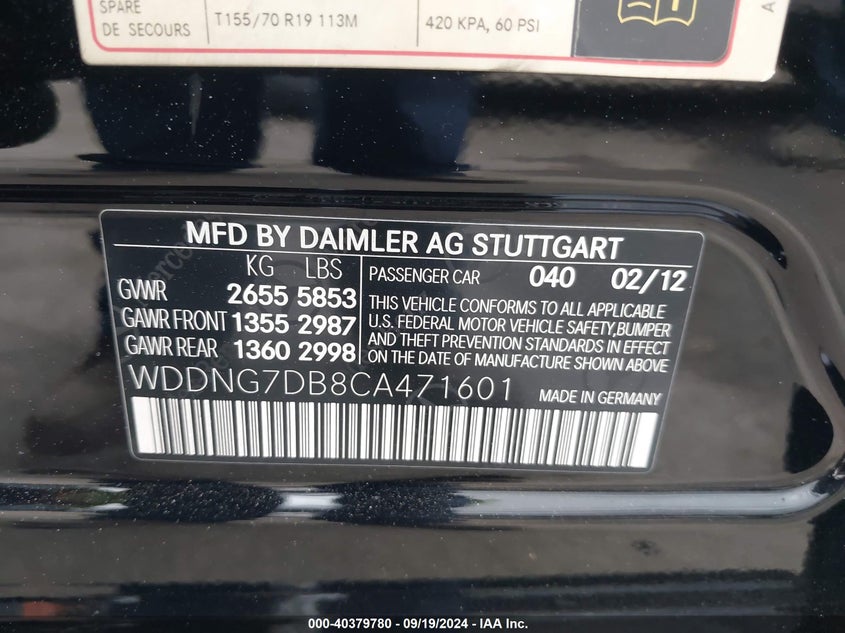 SPARE
DE SECOURS
T155/70 R19 113M
420 KPA, 60 PSI
A
MFD BY DAIMLER AG STUTTGART
KG LBS
GVWR 2655 5853
GAWR FRONT 1355 2987
GAWR REAR 1360 2998
PASSENGER CAR 040 02/12
THIS VEHICLE CONFORMS TO ALL APPLICABLE
U.S. FEDERAL MOTOR VEHICLE SAFETY,BUMPER
AND THEFT PREVENTION STANDARDS IN EFFECT
ON THE DATE OF MANUFACTURE SHOWN ABOVE
WDDNG7DB8CA471601
MADE IN GERMANY
000-40379780 - 09/19/2024 - IAA Inc.